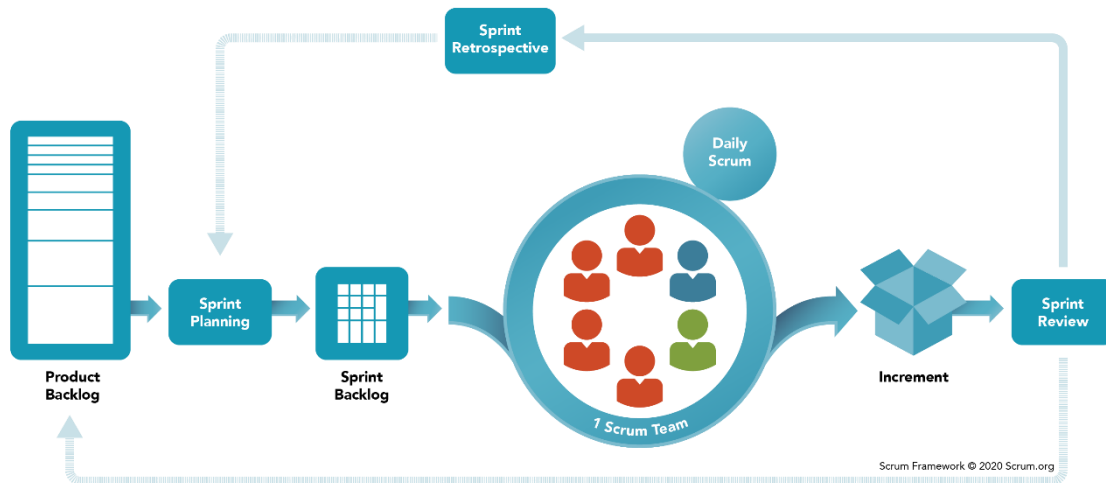 Sprint
Retrospective
Daily
Scrum
Sprint
Planning
Sprint
Review
Product
Backlog
Sprint
Backlog
Increment
1 Scrum Team
Scrum Framework © 2020 Scrum.org